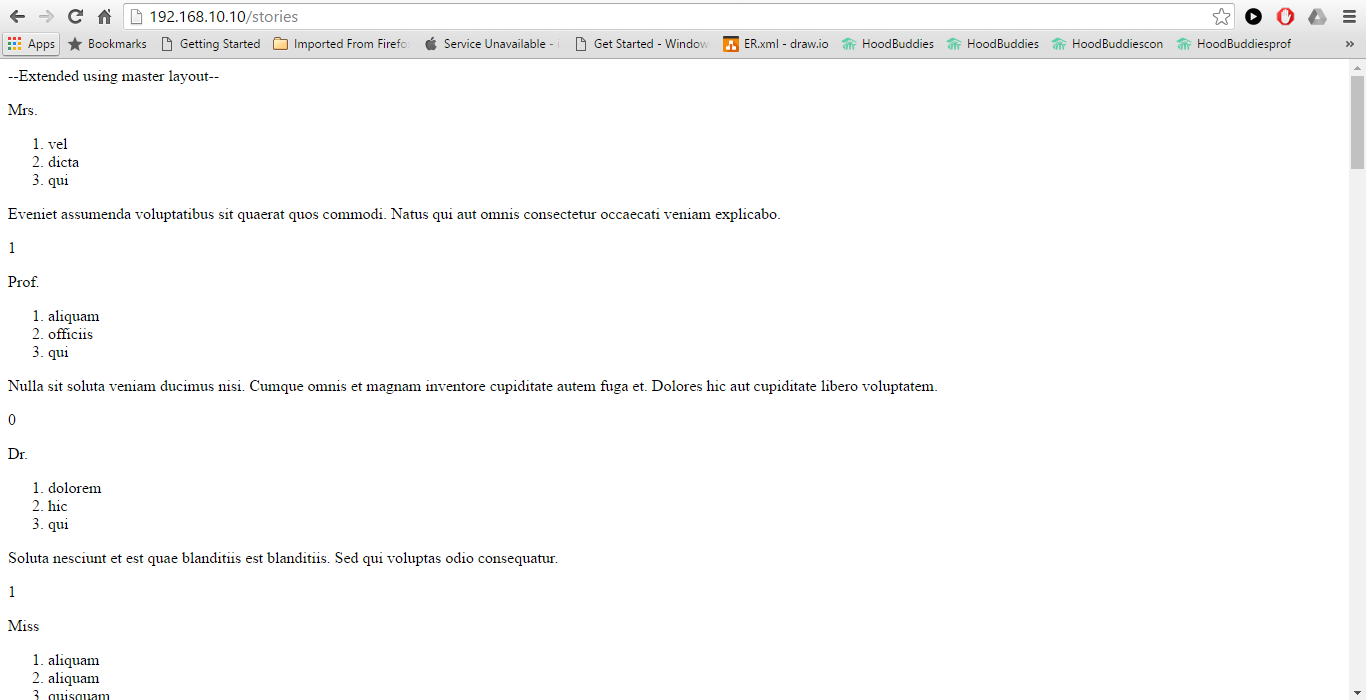 192.168.10.10/stories
Apps Bookmarks Getting Started Imported From Firefo Service Unavailable - Get Started - Window ER.xml - draw.io HoodBuddies HoodBuddies HoodBuddiescon HoodBuddiesprof »
--Extended using master layout--
Mrs.
1. vel
2. dicta
3. qui
Eveniet assumenda voluptatibus sit quaerat quos commodi. Natus qui aut omnis consectetur occaecati veniam explicabo.
1
Prof.
1. aliquam
2. officiis
3. qui
Nulla sit soluta veniam ducimus nisi. Cumque omnis et magnam inventore cupiditate autem fuga et. Dolores hic aut cupiditate libero voluptatem.
0
Dr.
1. dolorem
2. hic
3. qui
Soluta nesciunt et est quae blanditiis est blanditiis. Sed qui voluptas odio consequatur.
1
Miss
1. aliquam
2. aliquam
3. quisquam